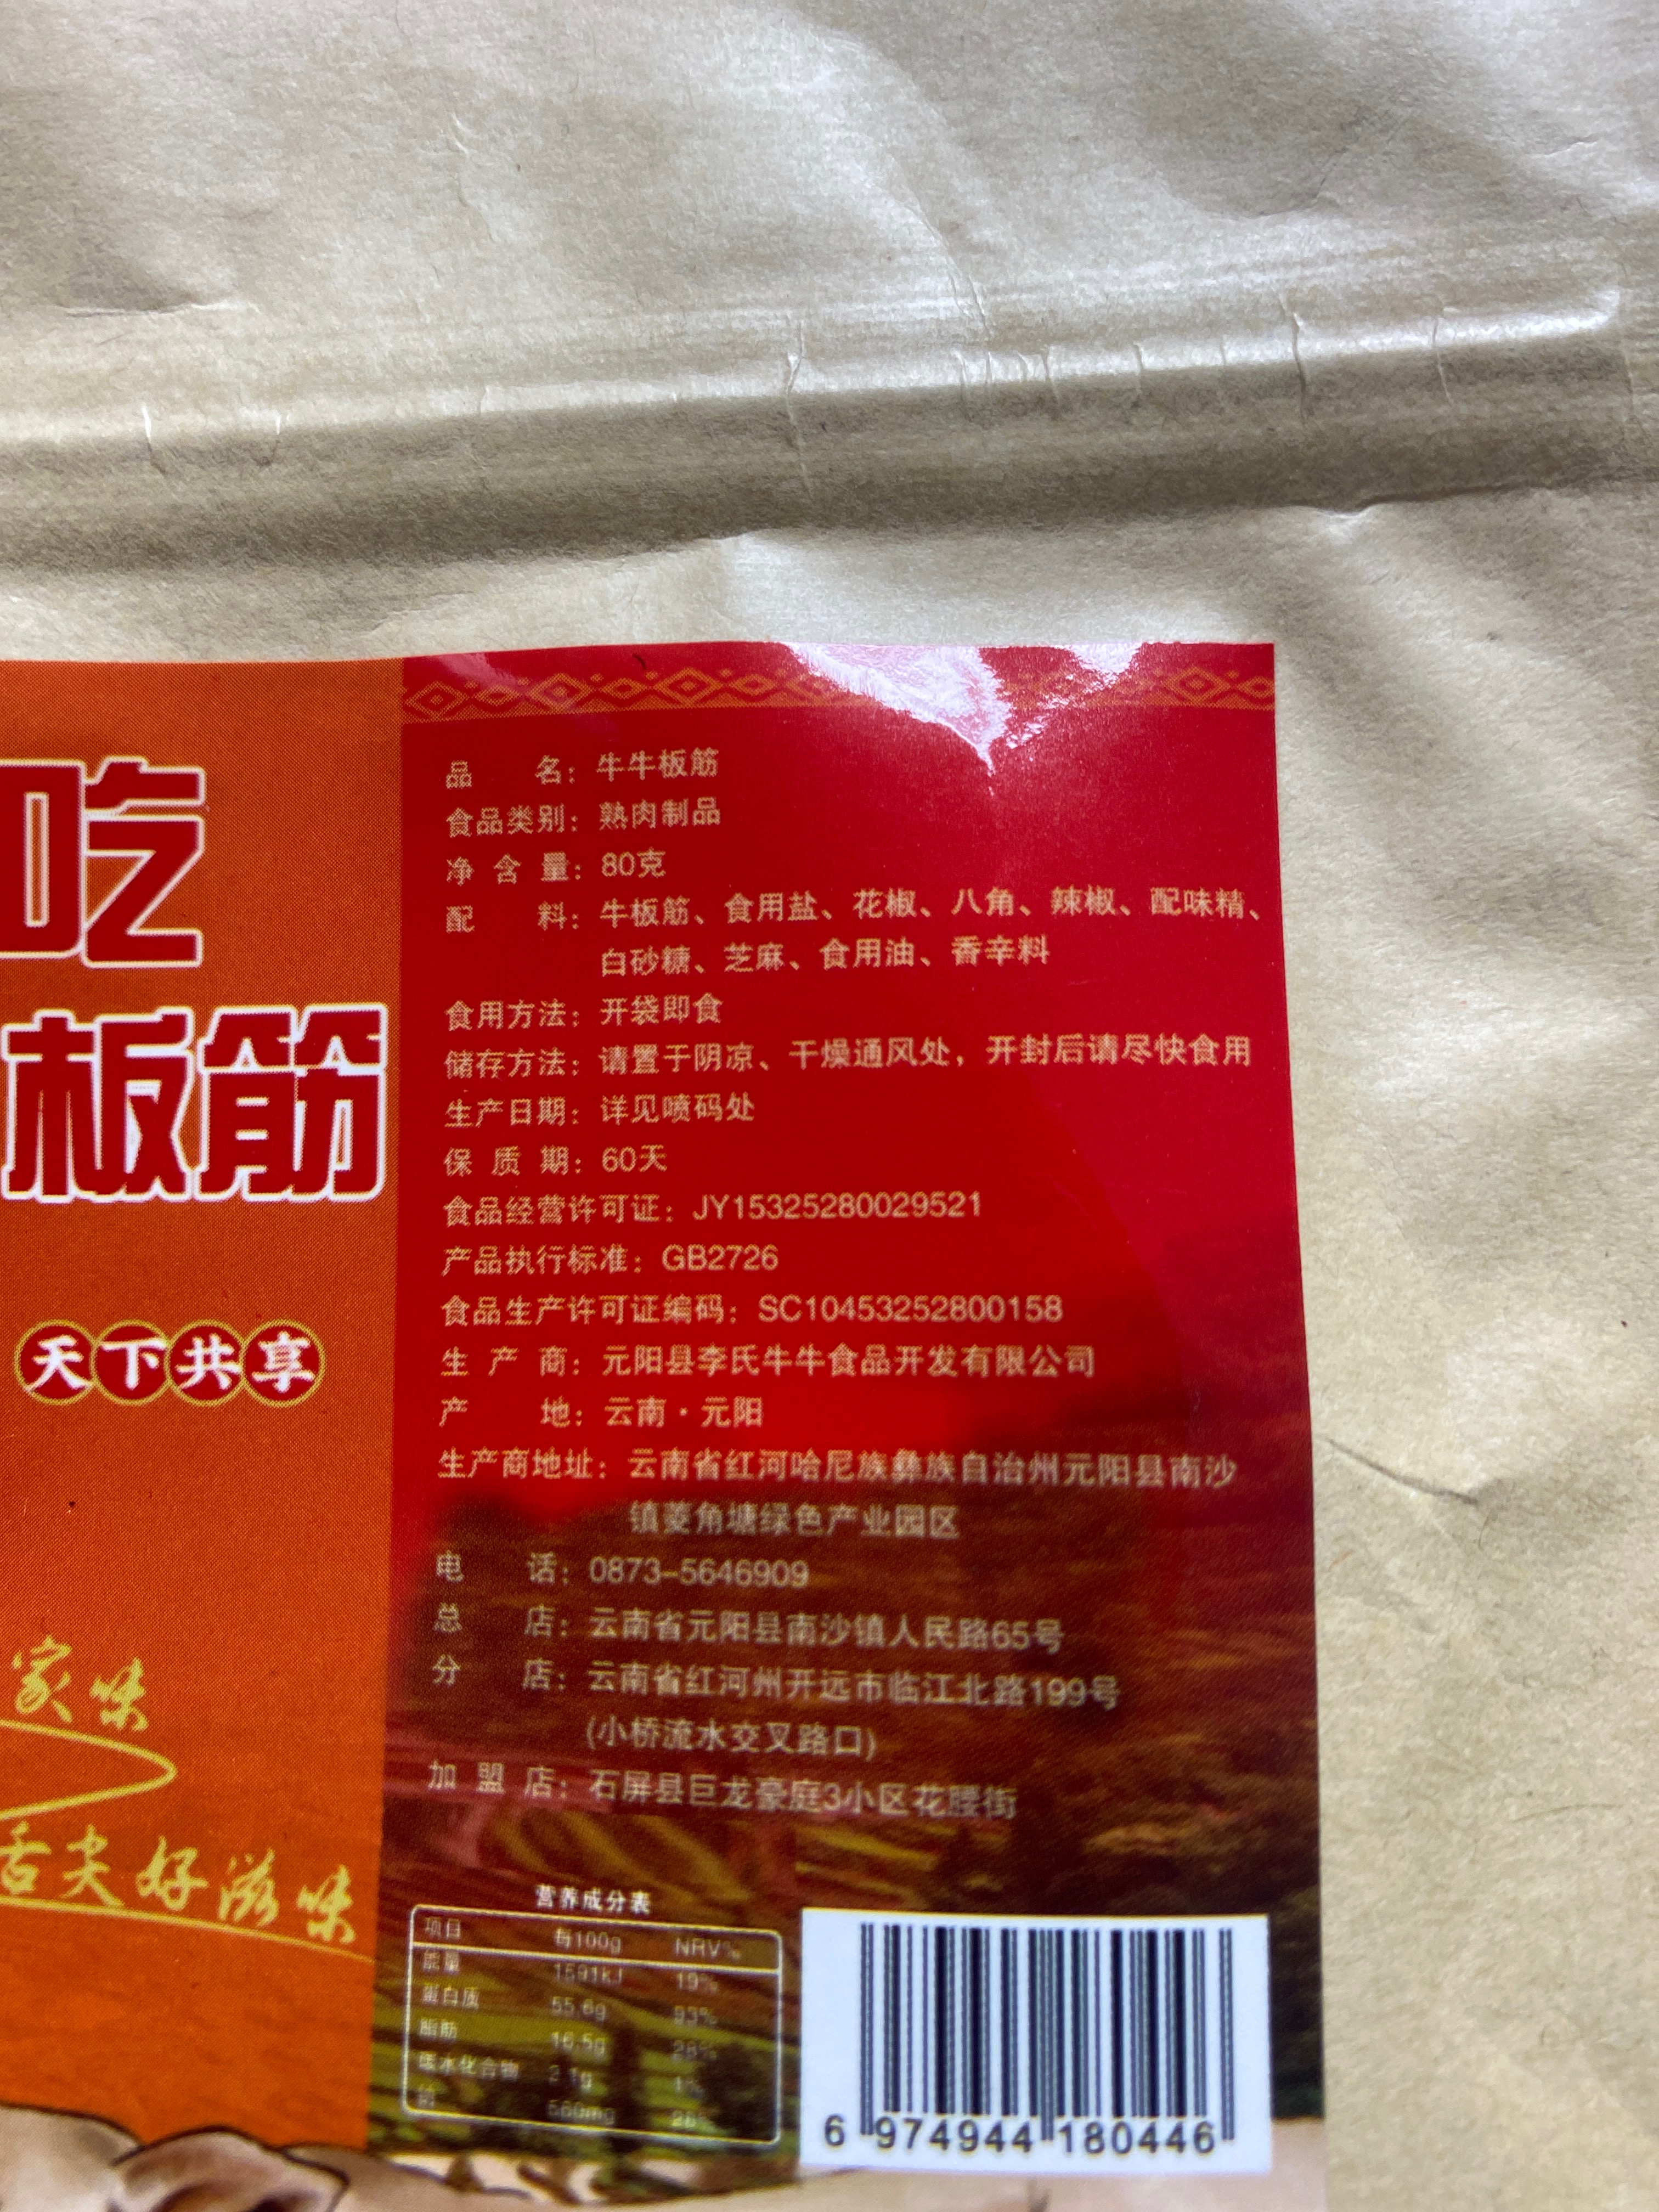 吃
板筋
天下共享
家味
舌尖好滋味
品名：牛牛板筋
食品类别：熟肉制品
净含量：80克
配料：牛板筋、食用盐、花椒、八角、辣椒、配味精、
白砂糖、芝麻、食用油、香辛料
食用方法：开袋即食
储存方法：请置于阴凉、干燥通风处，开封后请尽快食用
生产日期：详见喷码处
保质期：60天
食品经营许可证：JY15325280029521
产品执行标准：GB2726
食品生产许可证编码：SC10453252800158
生产商：元阳县李氏牛牛食品开发有限公司
产地：云南·元阳
生产商地址：云南省红河哈尼族彝族自治州元阳县南沙
镇菱角塘绿色产业园区
电话：0873-5646909
总店：云南省元阳县南沙镇人民路65号
分店：云南省红河州开远市临江北路199号
(小桥流水交叉路口)
加盟店：石屏县巨龙豪庭3小区花腰街
营养成分表
项目 每100g NRV%
能量 1591kJ 19%
蛋白质 55.6g 93%
脂肪 16.5g 28%
碳水化合物 2.1g 1%
钠 560mg 28%
6 974944 180446